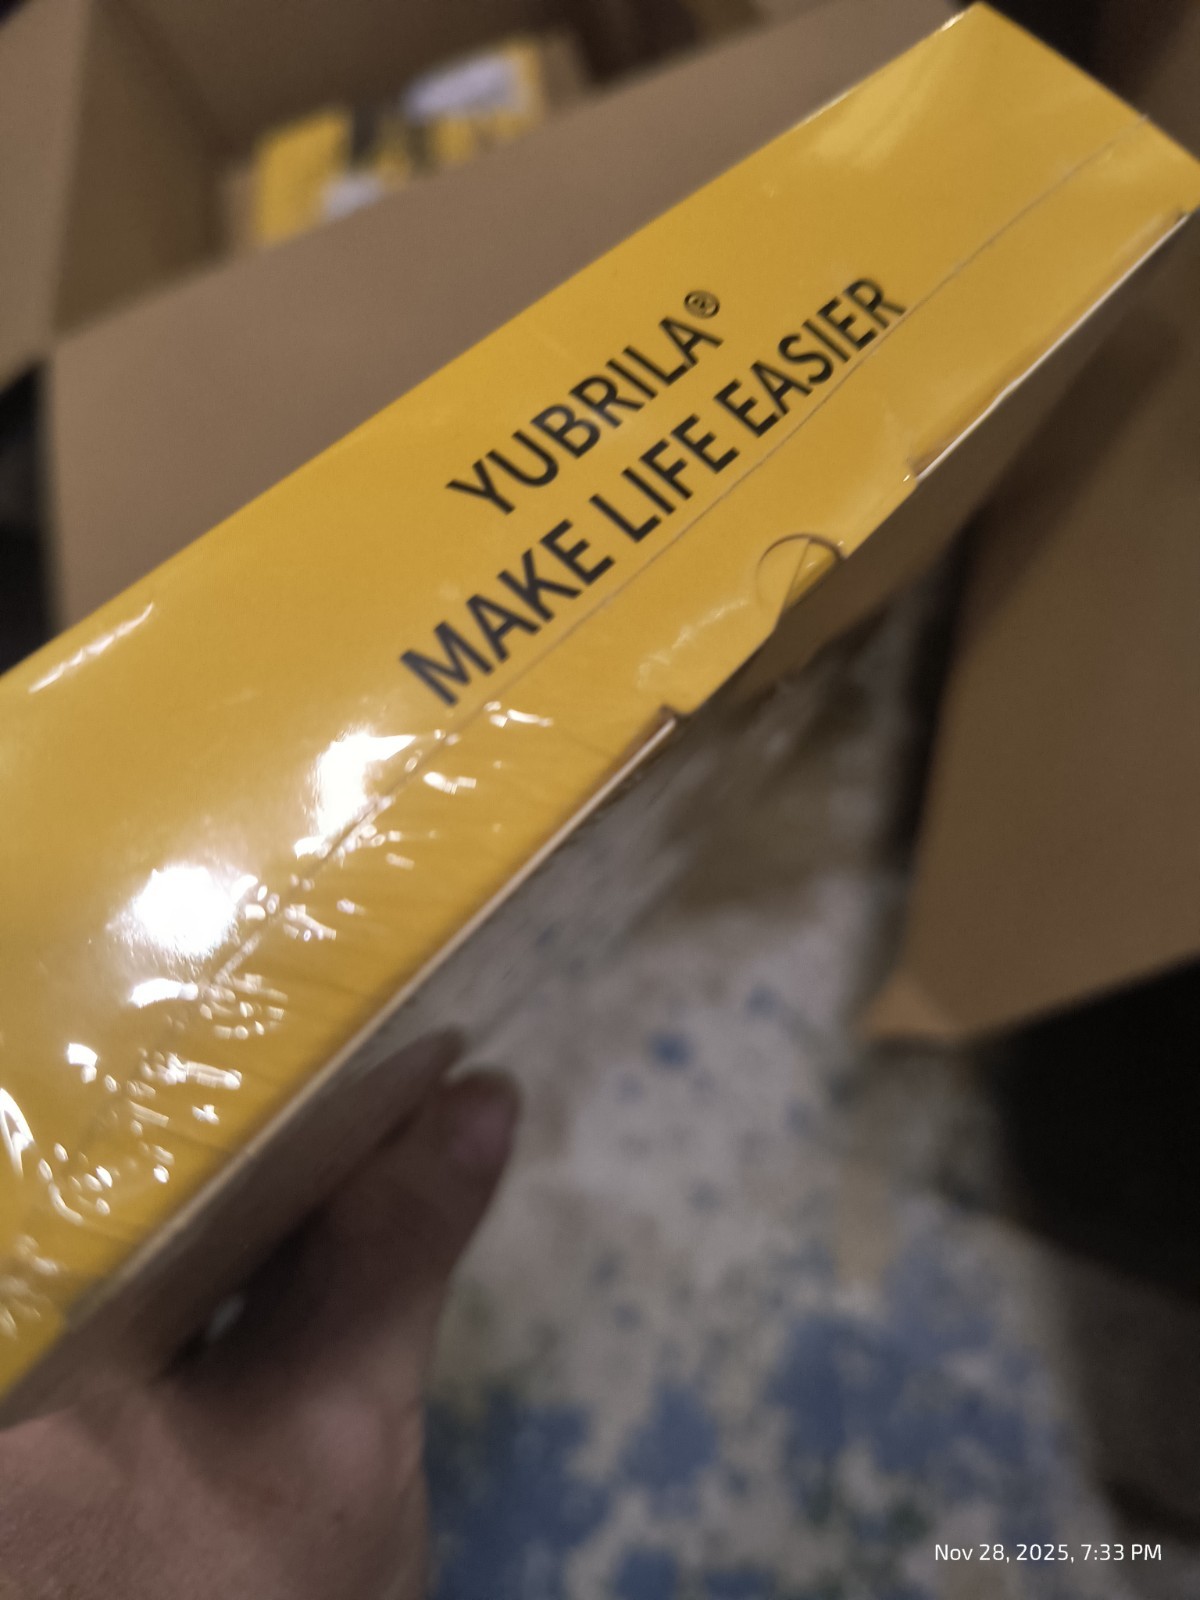 YUBRILA®
MAKE LIFE EASIER
Nov 28, 2025, 7:33 PM